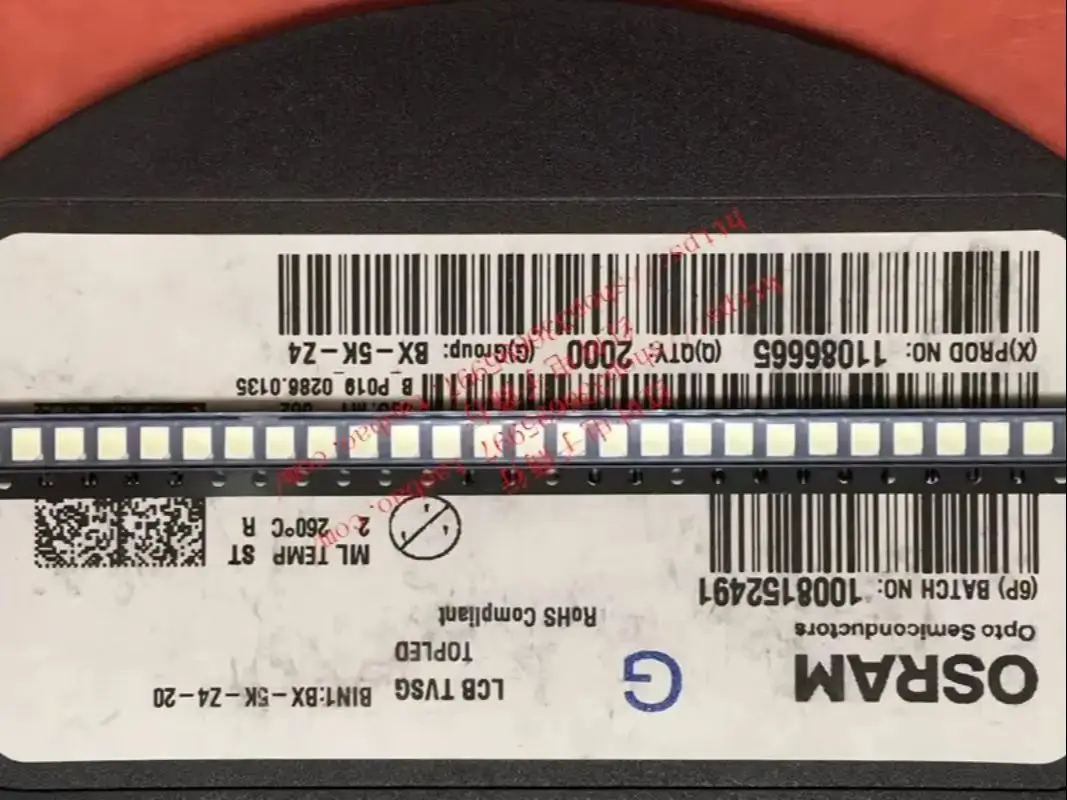 OSRAM
Opto Semiconductors
G
LCB TVSG
BIN1:BX-5K-Z4-20
TOPLED
RoHS Compliant
(6P) BATCH NO: 1008152491
ML TEMP ST
2 260°C R
B_P019_0286.0135
(X)PROD NO: 11086665 (Q)QTY: 2000 (G)Group: BX-5K-Z4